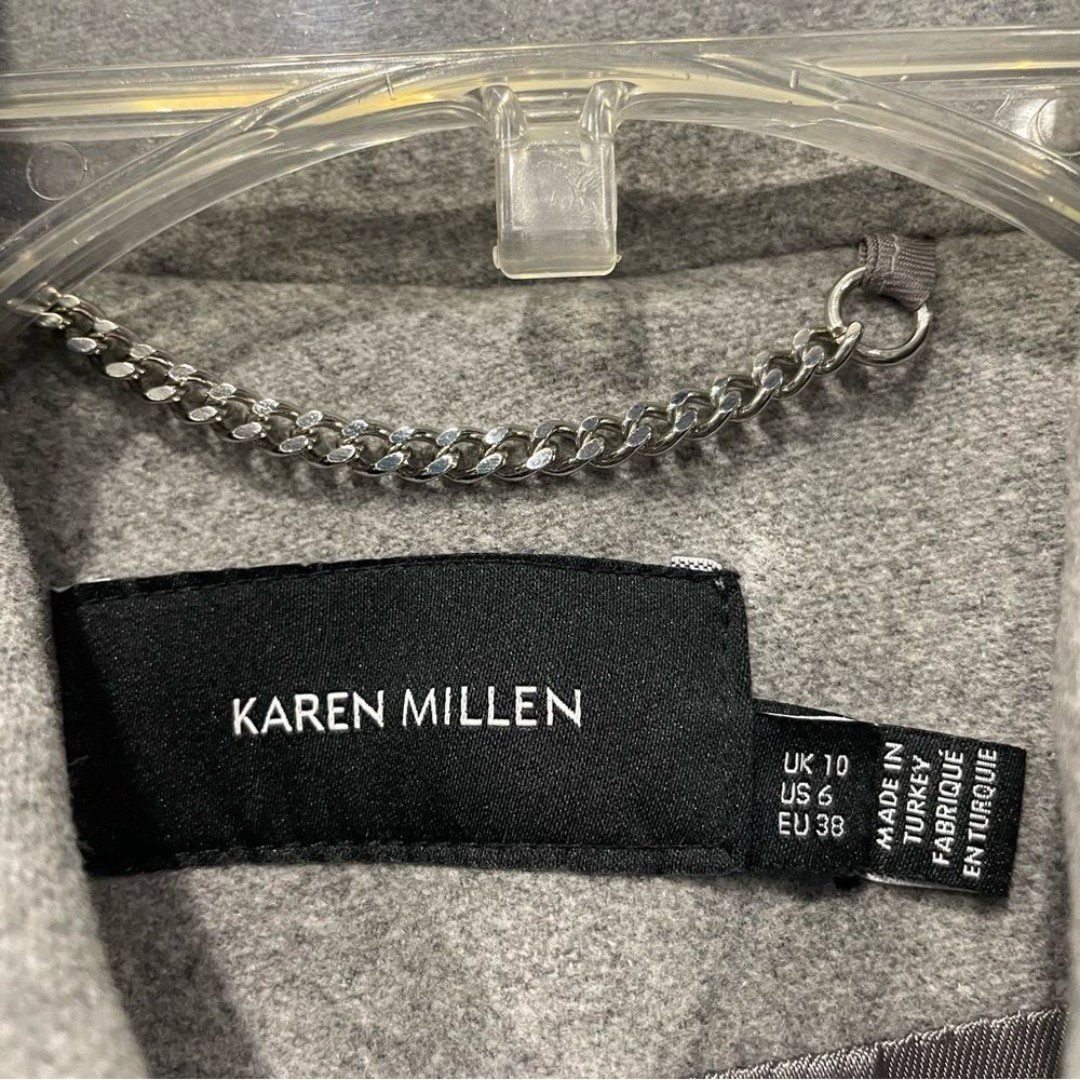 KAREN MILLEN
UK 10
US 6
EU 38
MADE IN
TURKEY
FABRIQUÉ
EN TURQUIE